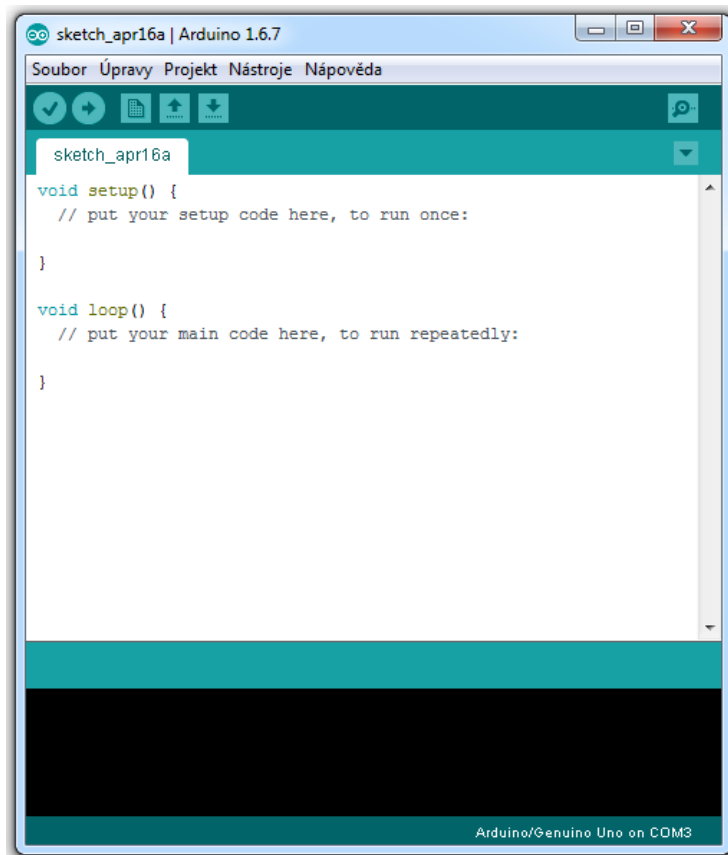 sketch_apr16a | Arduino 1.6.7
Soubor Úpravy Projekt Nástroje Nápověda
sketch_apr16a
void setup() {
  // put your setup code here, to run once:
}
void loop() {
  // put your main code here, to run repeatedly:
}
Arduino/Genuino Uno on COM3